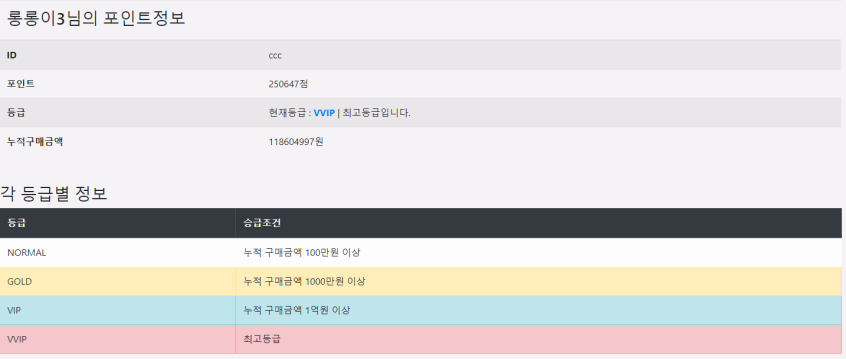 롱롱이3님의 포인트정보
ID ccc
포인트 250647점
등급 현재등급 : VVIP | 최고등급입니다.
누적구매금액 118604997원
각 등급별 정보
등급 승급조건
NORMAL 누적 구매금액 100만원 이상
GOLD 누적 구매금액 1000만원 이상
VIP 누적 구매금액 1억원 이상
VVIP 최고등급